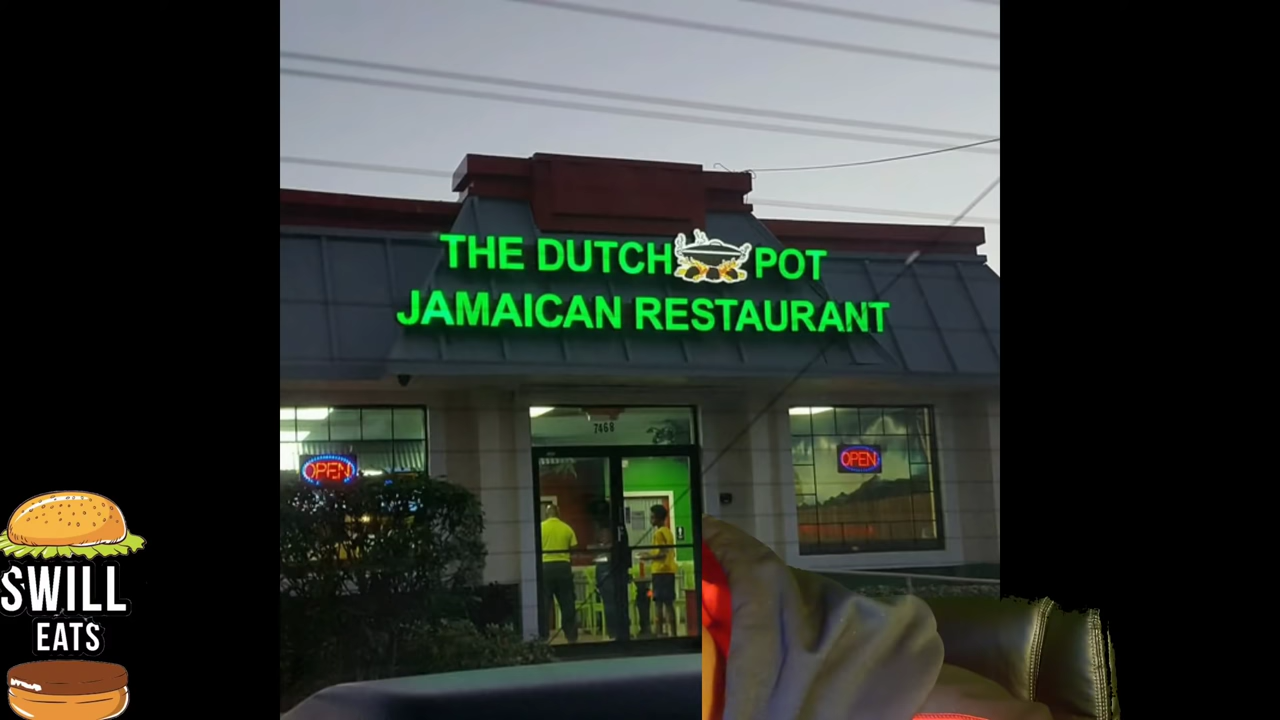 THE DUTCH POT
JAMAICAN RESTAURANT
7468
OPEN
OPEN
SWILL
EATS